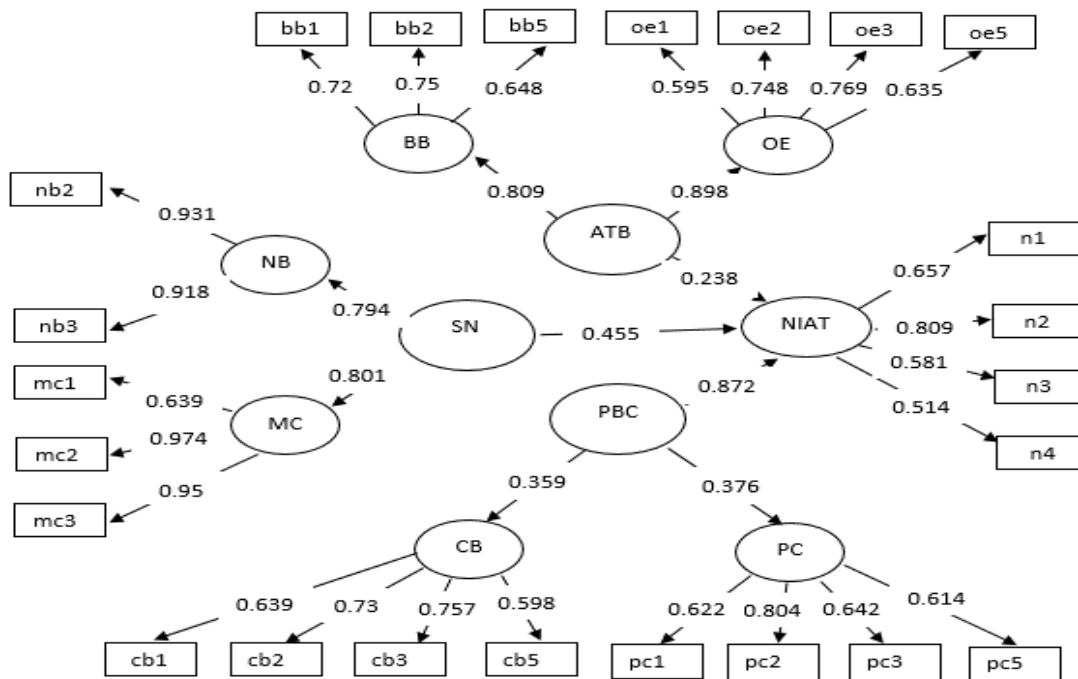 bb1
bb2
bb5
oe1
oe2
oe3
oe5
0.72
0.75
0.648
0.595
0.748
0.769
0.635
BB
OE
nb2
0.931
0.809
0.898
NB
ATB
n1
0.918
0.794
0.238
0.657
nb3
SN
0.455
NIAT
0.809
n2
mc1
0.801
0.872
0.581
n3
0.639
MC
PBC
0.514
mc2
0.974
n4
mc3
0.95
0.359
0.376
CB
PC
0.639
0.73
0.757
0.598
0.622
0.804
0.642
0.614
cb1
cb2
cb3
cb5
pc1
pc2
pc3
pc5